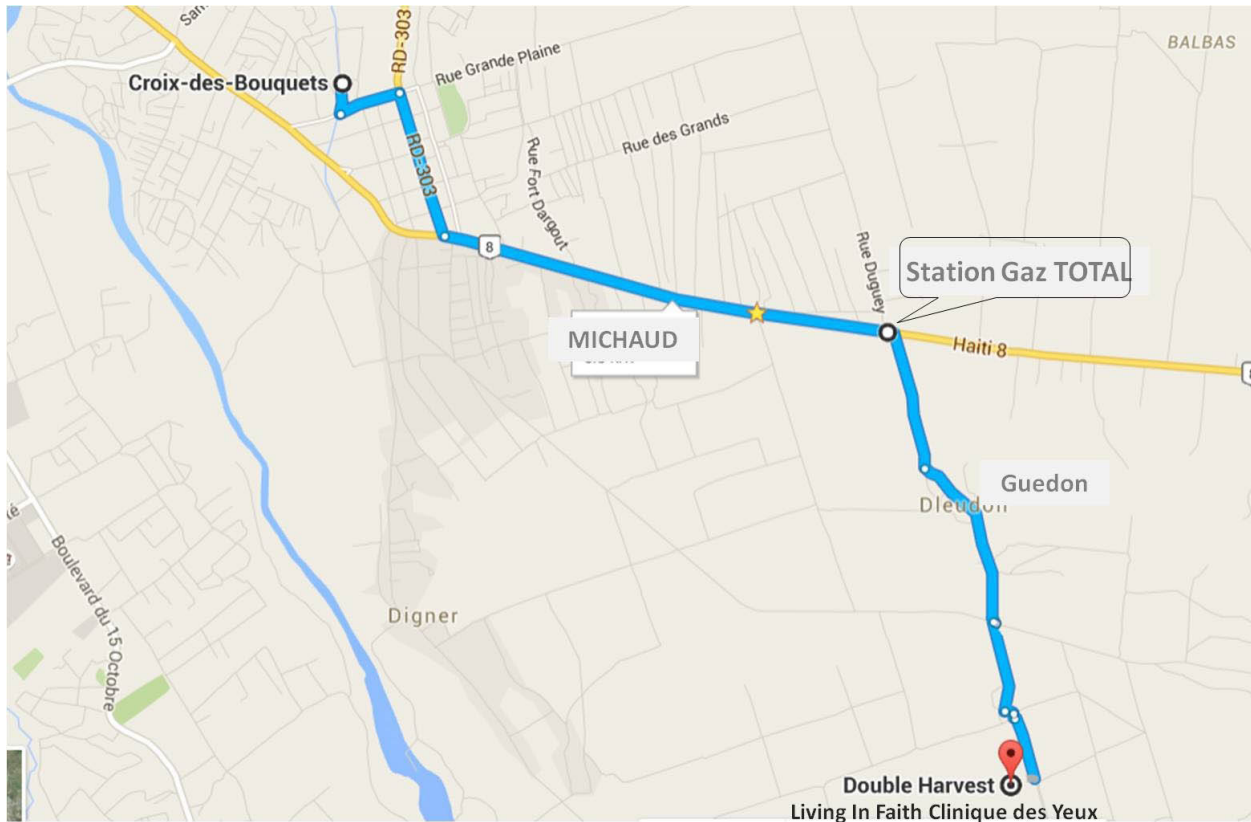 San
BALBAS
RD-303
Rue Grande Plaine
Croix-des-Bouquets
Rue des Grands
RD-303
Rue Fort Dargout
Rue Duguey
8
Station Gaz TOTAL
MICHAUD
Haiti 8
8
Guedon
Dleudon
Boulevard du 15 Octobre
Digner
Double Harvest
Living In Faith Clinique des Yeux